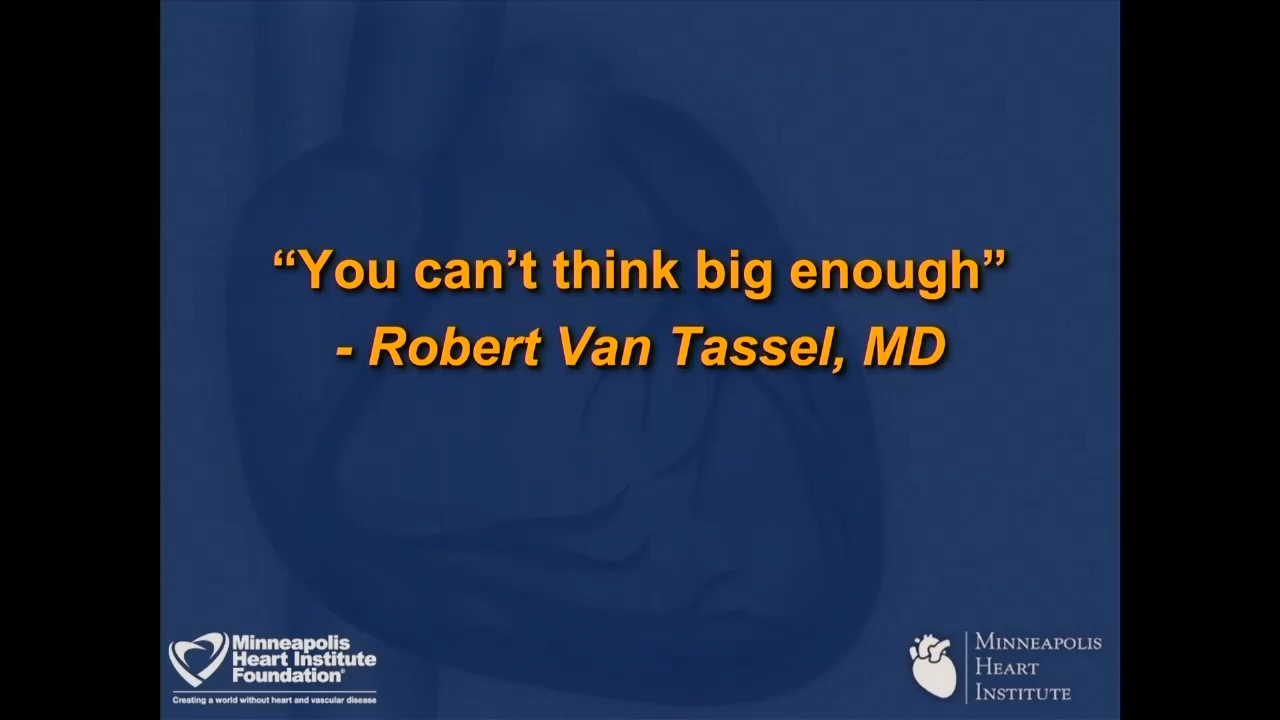 “You can’t think big enough”
- Robert Van Tassel, MD
Minneapolis
Heart Institute
Foundation®
Creating a world without heart and vascular disease
MINNEAPOLIS
HEART
INSTITUTE